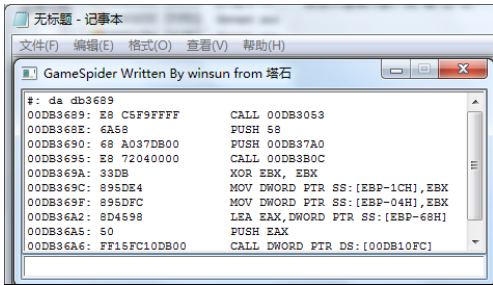 无标题 - 记事本
文件(F) 编辑(E) 格式(O) 查看(V) 帮助(H)
GameSpider Written By winsun from 塔石
#: da db3689
00DB3689: E8 C5F9FFFF CALL 00DB3053
00DB368E: 6A58 PUSH 58
00DB3690: 68 A037DB00 PUSH 00DB37A0
00DB3695: E8 72040000 CALL 00DB3B0C
00DB369A: 33DB XOR EBX, EBX
00DB369C: 895DE4 MOV DWORD PTR SS:[EBP-1CH],EBX
00DB369F: 895DFC MOV DWORD PTR SS:[EBP-04H],EBX
00DB36A2: 8D4598 LEA EAX,DWORD PTR SS:[EBP-68H]
00DB36A5: 50 PUSH EAX
00DB36A6: FF15FC10DB00 CALL DWORD PTR DS:[00DB10FC]